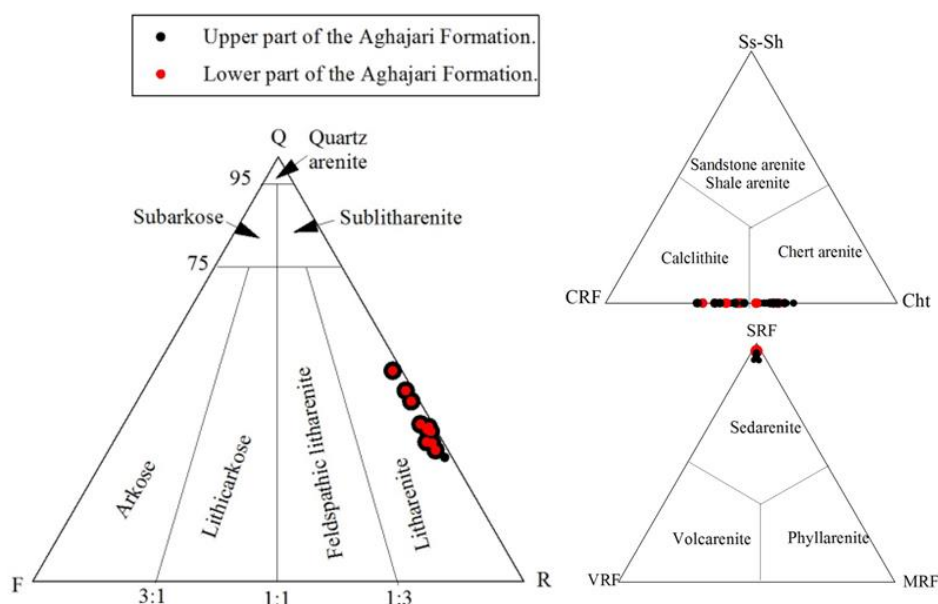 Upper part of the Aghajari Formation.
Lower part of the Aghajari Formation.
Q
Quartz
arenite
95
Subarkose
Sublitharenite
75
Arkose
Lithicarkose
Feldspathic litharenite
Litharenite
F
R
3:1
1:1
1:3
Ss-Sh
Sandstone arenite
Shale arenite
Calclithite
Chert arenite
CRF
Cht
SRF
Sedarenite
Volcarenite
Phyllarenite
VRF
MRF